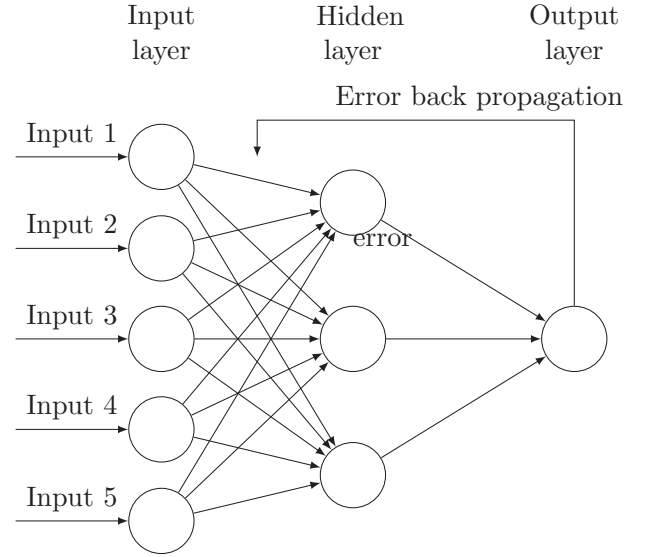 Input
layer
Hidden
layer
Output
layer
Error back propagation
Input 1
Input 2
error
Input 3
Input 4
Input 5